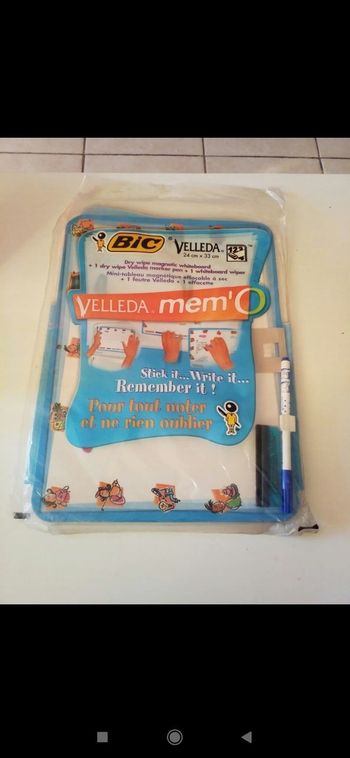 BIC® VELLEDA®
24 cm x 33 cm
Dry wipe magnetic whiteboard
+ 1 dry wipe Velleda marker pen + 1 whiteboard wiper
Mini-tableau magnétique effaçable à sec
+ 1 feutre Velleda + 1 effacette
VELLEDA® mem'O
Stick it...Write it...
Remember it !
Pour tout noter
et ne rien oublier